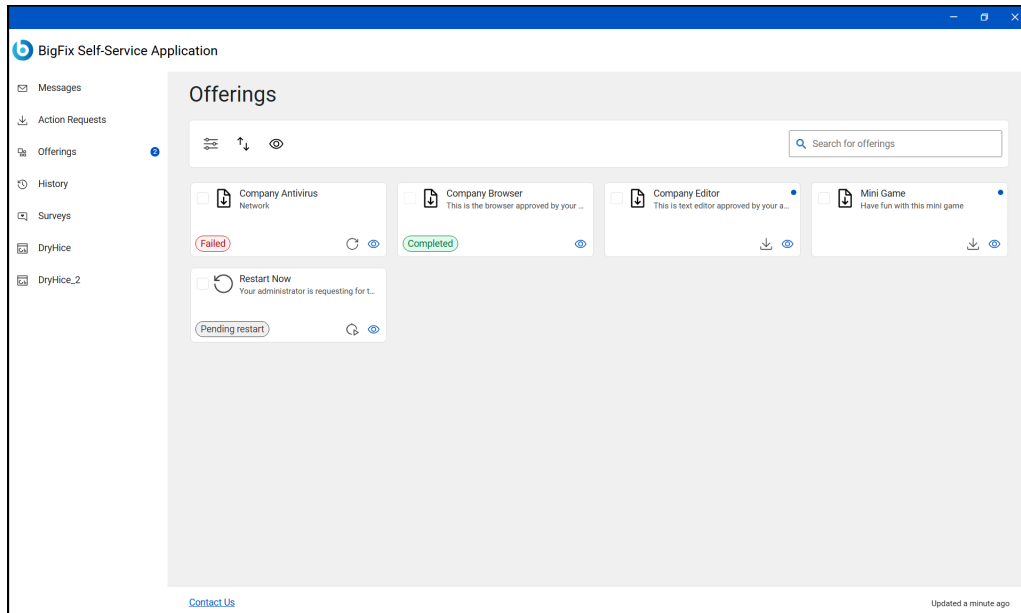 BigFix Self-Service Application
Messages
Action Requests
Offerings
2
History
Surveys
DryHice
DryHice_2
Offerings
Search for offerings
Company Antivirus
Network
Failed
Company Browser
This is the browser approved by your ...
Completed
Company Editor
This is text editor approved by your a...
Mini Game
Have fun with this mini game
Restart Now
Your administrator is requesting for t...
Pending restart
Contact Us
Updated a minute ago